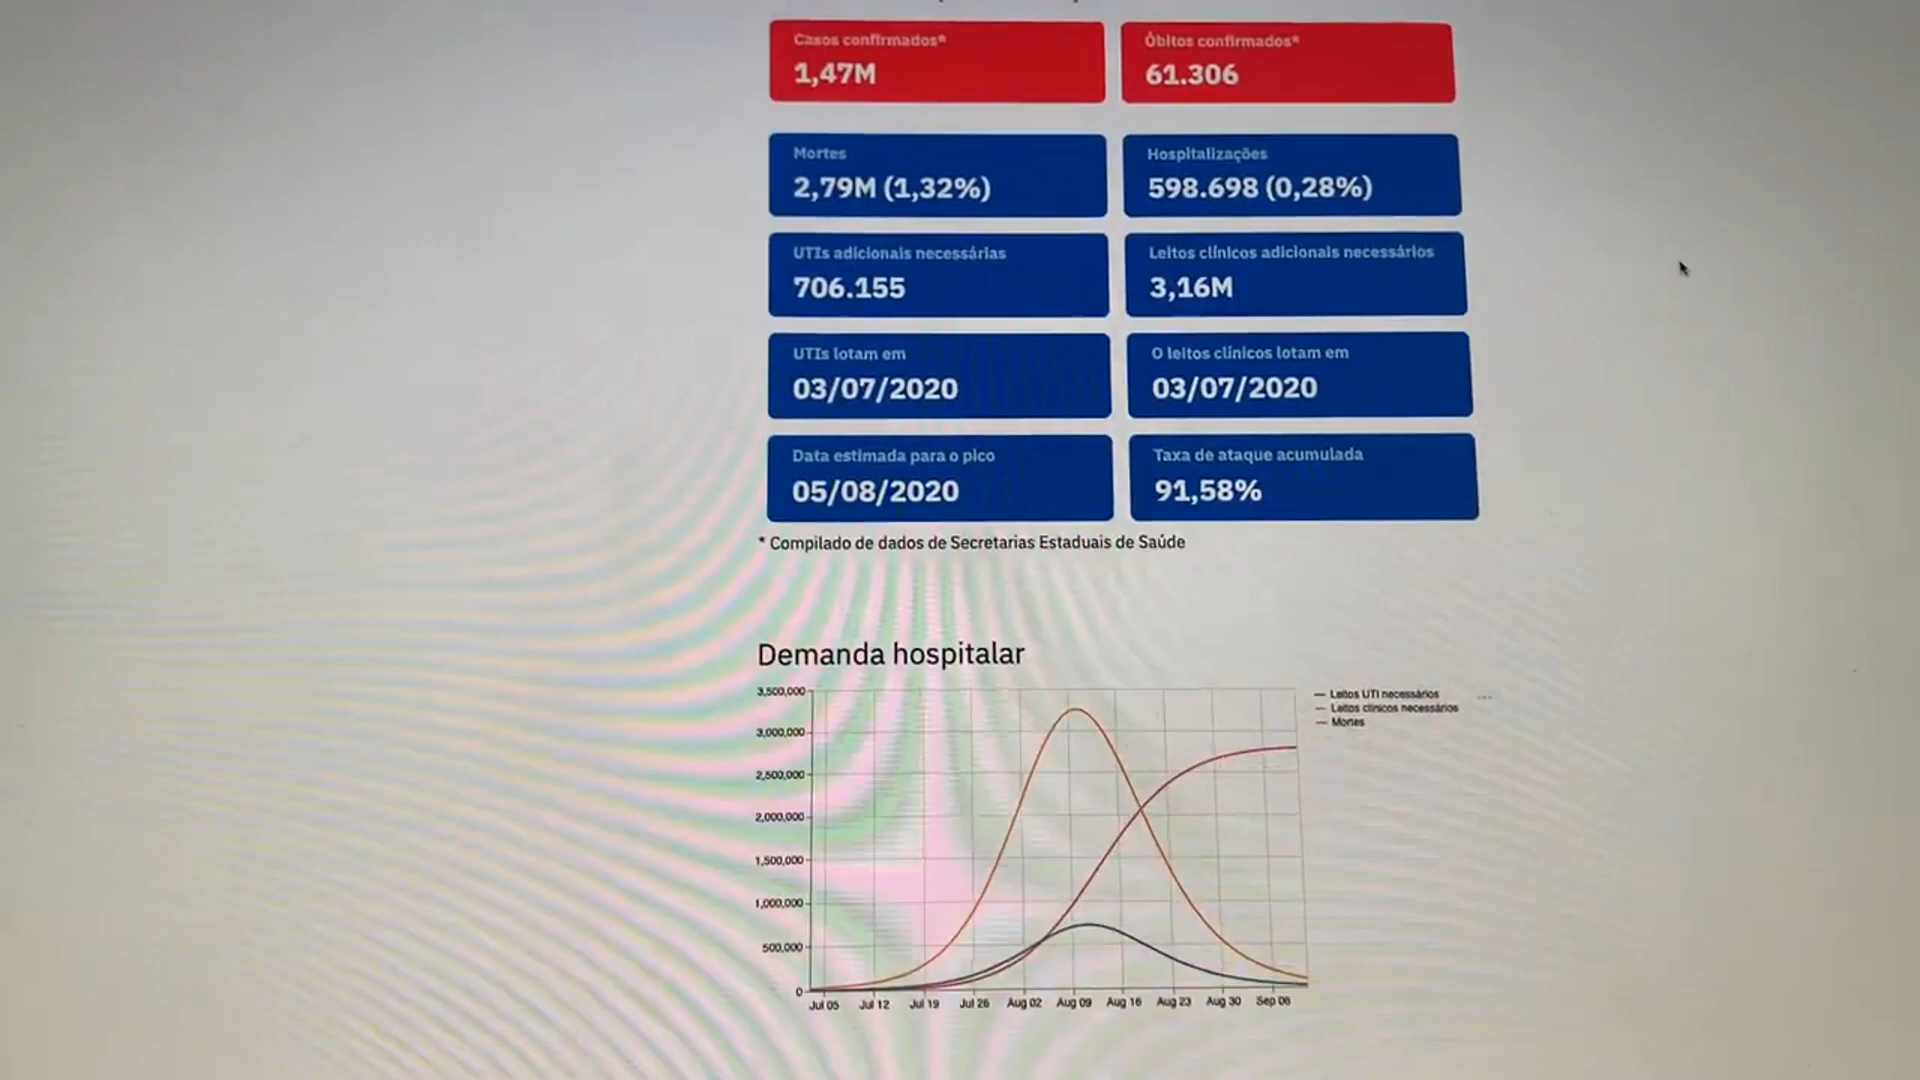 Casos confirmados*
1,47M
Óbitos confirmados*
61.306
Mortes
2,79M (1,32%)
Hospitalizações
598.698 (0,28%)
UTIs adicionais necessárias
706.155
Leitos clínicos adicionais necessários
3,16M
UTIs lotam em
03/07/2020
O leitos clínicos lotam em
03/07/2020
Data estimada para o pico
05/08/2020
Taxa de ataque acumulada
91,58%
* Compilado de dados de Secretarias Estaduais de Saúde
Demanda hospitalar
3,500,000
3,000,000
2,500,000
2,000,000
1,500,000
1,000,000
500,000
0
Jul 05 Jul 12 Jul 19 Jul 26 Aug 02 Aug 09 Aug 16 Aug 23 Aug 30 Sep 06
Leitos UTI necessários
Leitos clínicos necessários
Mortes